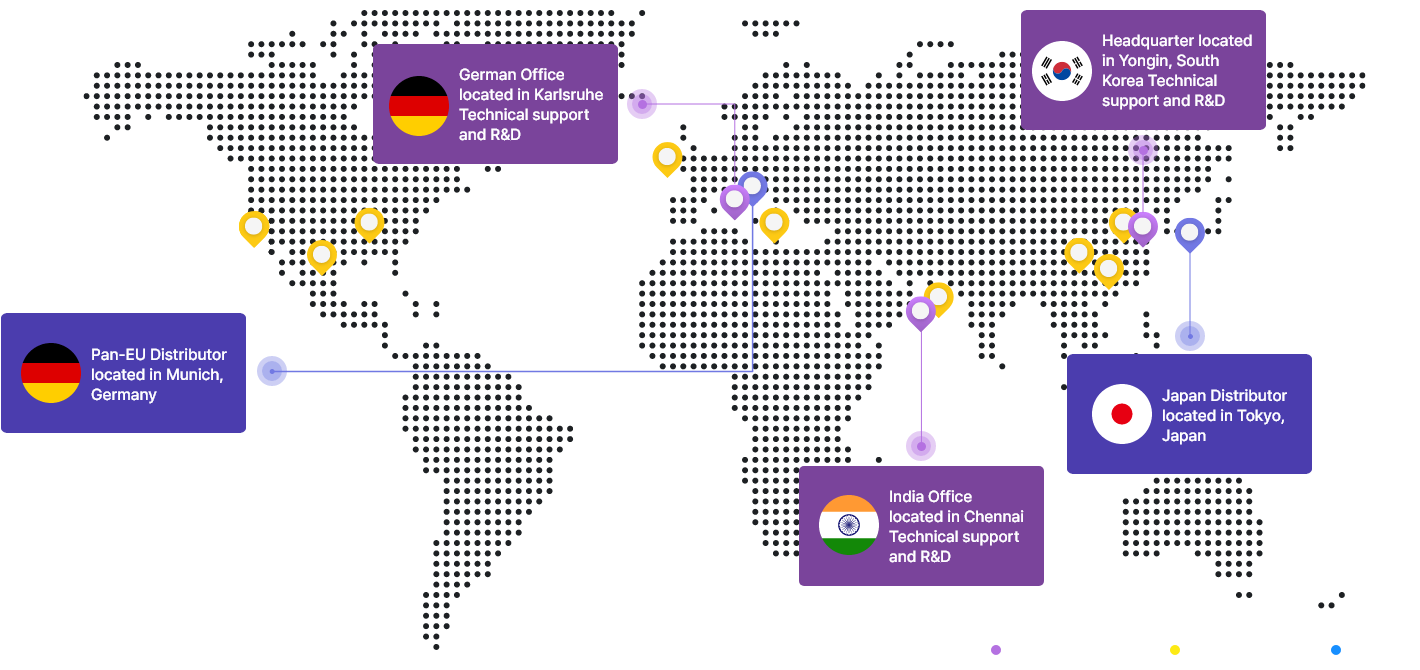 German Office
located in Karlsruhe
Technical support
and R&D
Headquarter located
in Yongin, South
Korea Technical
support and R&D
Pan-EU Distributor
located in Munich,
Germany
Japan Distributor
located in Tokyo,
Japan
India Office
located in Chennai
Technical support
and R&D